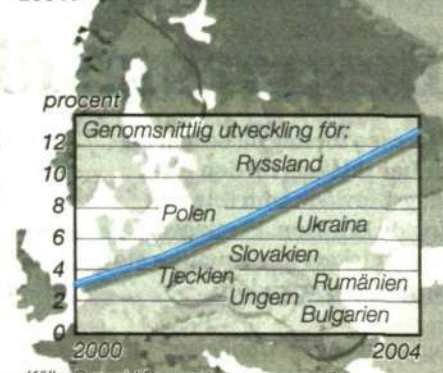 procent
Genomsnittlig utveckling för:
12
Ryssland
10
8
Polen
Ukraina
6
Slovakien
4
Tjeckien
Rumänien
2
Ungern
Bulgarien
0
2000
2004